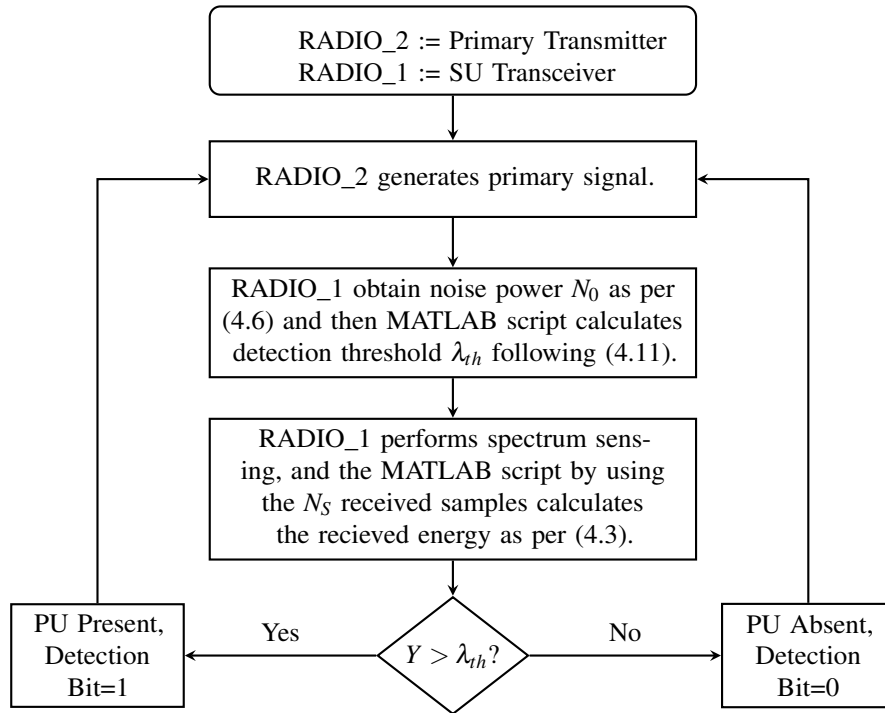 RADIO_2 := Primary Transmitter
RADIO_1 := SU Transceiver
RADIO_2 generates primary signal.
RADIO_1 obtain noise power N₀ as per
(4.6) and then MATLAB script calculates
detection threshold λ_th following (4.11).
RADIO_1 performs spectrum sens-
ing, and the MATLAB script by using
the N_S received samples calculates
the recieved energy as per (4.3).
Y > λ_th?
Yes
No
PU Present,
Detection
Bit=1
PU Absent,
Detection
Bit=0